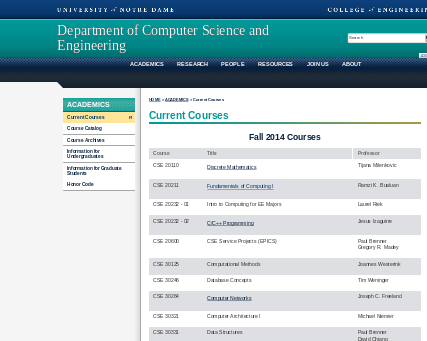 UNIVERSITY of NOTRE DAME
COLLEGE of ENGINEERIN
Department of Computer Science and
Engineering
Search
ACADEMICS RESEARCH PEOPLE RESOURCES JOIN US ABOUT
ACADEMICS
Current Courses
Course Catalog
Course Archives
Information for
Undergraduates
Information for Graduate
Students
Honor Code
HOME > ACADEMICS > Current Courses
Current Courses
Fall 2014 Courses
Course Title Professor
CSE 20110 Discrete Mathematics Tijana Milenkovic
CSE 20211 Fundamentals of Computing I Ramzi K. Bualuan
CSE 20232 - 01 Intro to Computing for EE Majors Laurel Riek
CSE 20232 - 02 C/C++ Programming Jesus Izaguirre
CSE 20600 CSE Service Projects (EPICS) Paul Brenner
Gregory R. Madey
CSE 30125 Computational Methods Joannes Westerink
CSE 30246 Database Concepts Tim Weninger
CSE 30264 Computer Networks Joseph C. Freeland
CSE 30321 Computer Architecture I Michael Niemier
CSE 30331 Data Structures Paul Brenner
David Chiang